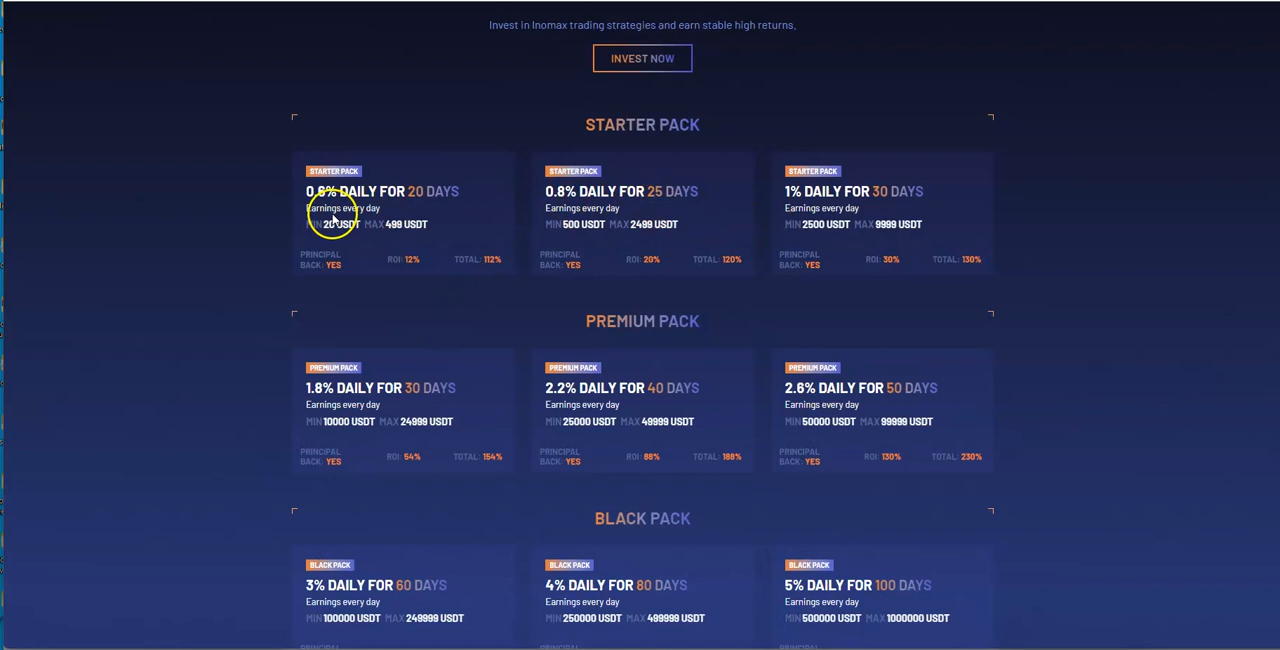 Invest in Inomax trading strategies and earn stable high returns.
INVEST NOW
STARTER PACK
STARTER PACK
0.6% DAILY FOR 20 DAYS
Earnings every day
MIN 20 USDT MAX 499 USDT
PRINCIPAL
BACK: YES
ROI: 12%
TOTAL: 112%
STARTER PACK
0.8% DAILY FOR 25 DAYS
Earnings every day
MIN 500 USDT MAX 2499 USDT
PRINCIPAL
BACK: YES
ROI: 20%
TOTAL: 120%
STARTER PACK
1% DAILY FOR 30 DAYS
Earnings every day
MIN 2500 USDT MAX 9999 USDT
PRINCIPAL
BACK: YES
ROI: 30%
TOTAL: 130%
PREMIUM PACK
PREMIUM PACK
1.8% DAILY FOR 30 DAYS
Earnings every day
MIN 10000 USDT MAX 24999 USDT
PRINCIPAL
BACK: YES
ROI: 54%
TOTAL: 154%
PREMIUM PACK
2.2% DAILY FOR 40 DAYS
Earnings every day
MIN 25000 USDT MAX 49999 USDT
PRINCIPAL
BACK: YES
ROI: 88%
TOTAL: 188%
PREMIUM PACK
2.6% DAILY FOR 50 DAYS
Earnings every day
MIN 50000 USDT MAX 99999 USDT
PRINCIPAL
BACK: YES
ROI: 130%
TOTAL: 230%
BLACK PACK
BLACK PACK
3% DAILY FOR 60 DAYS
Earnings every day
MIN 100000 USDT MAX 249999 USDT
BLACK PACK
4% DAILY FOR 80 DAYS
Earnings every day
MIN 250000 USDT MAX 499999 USDT
BLACK PACK
5% DAILY FOR 100 DAYS
Earnings every day
MIN 500000 USDT MAX 1000000 USDT